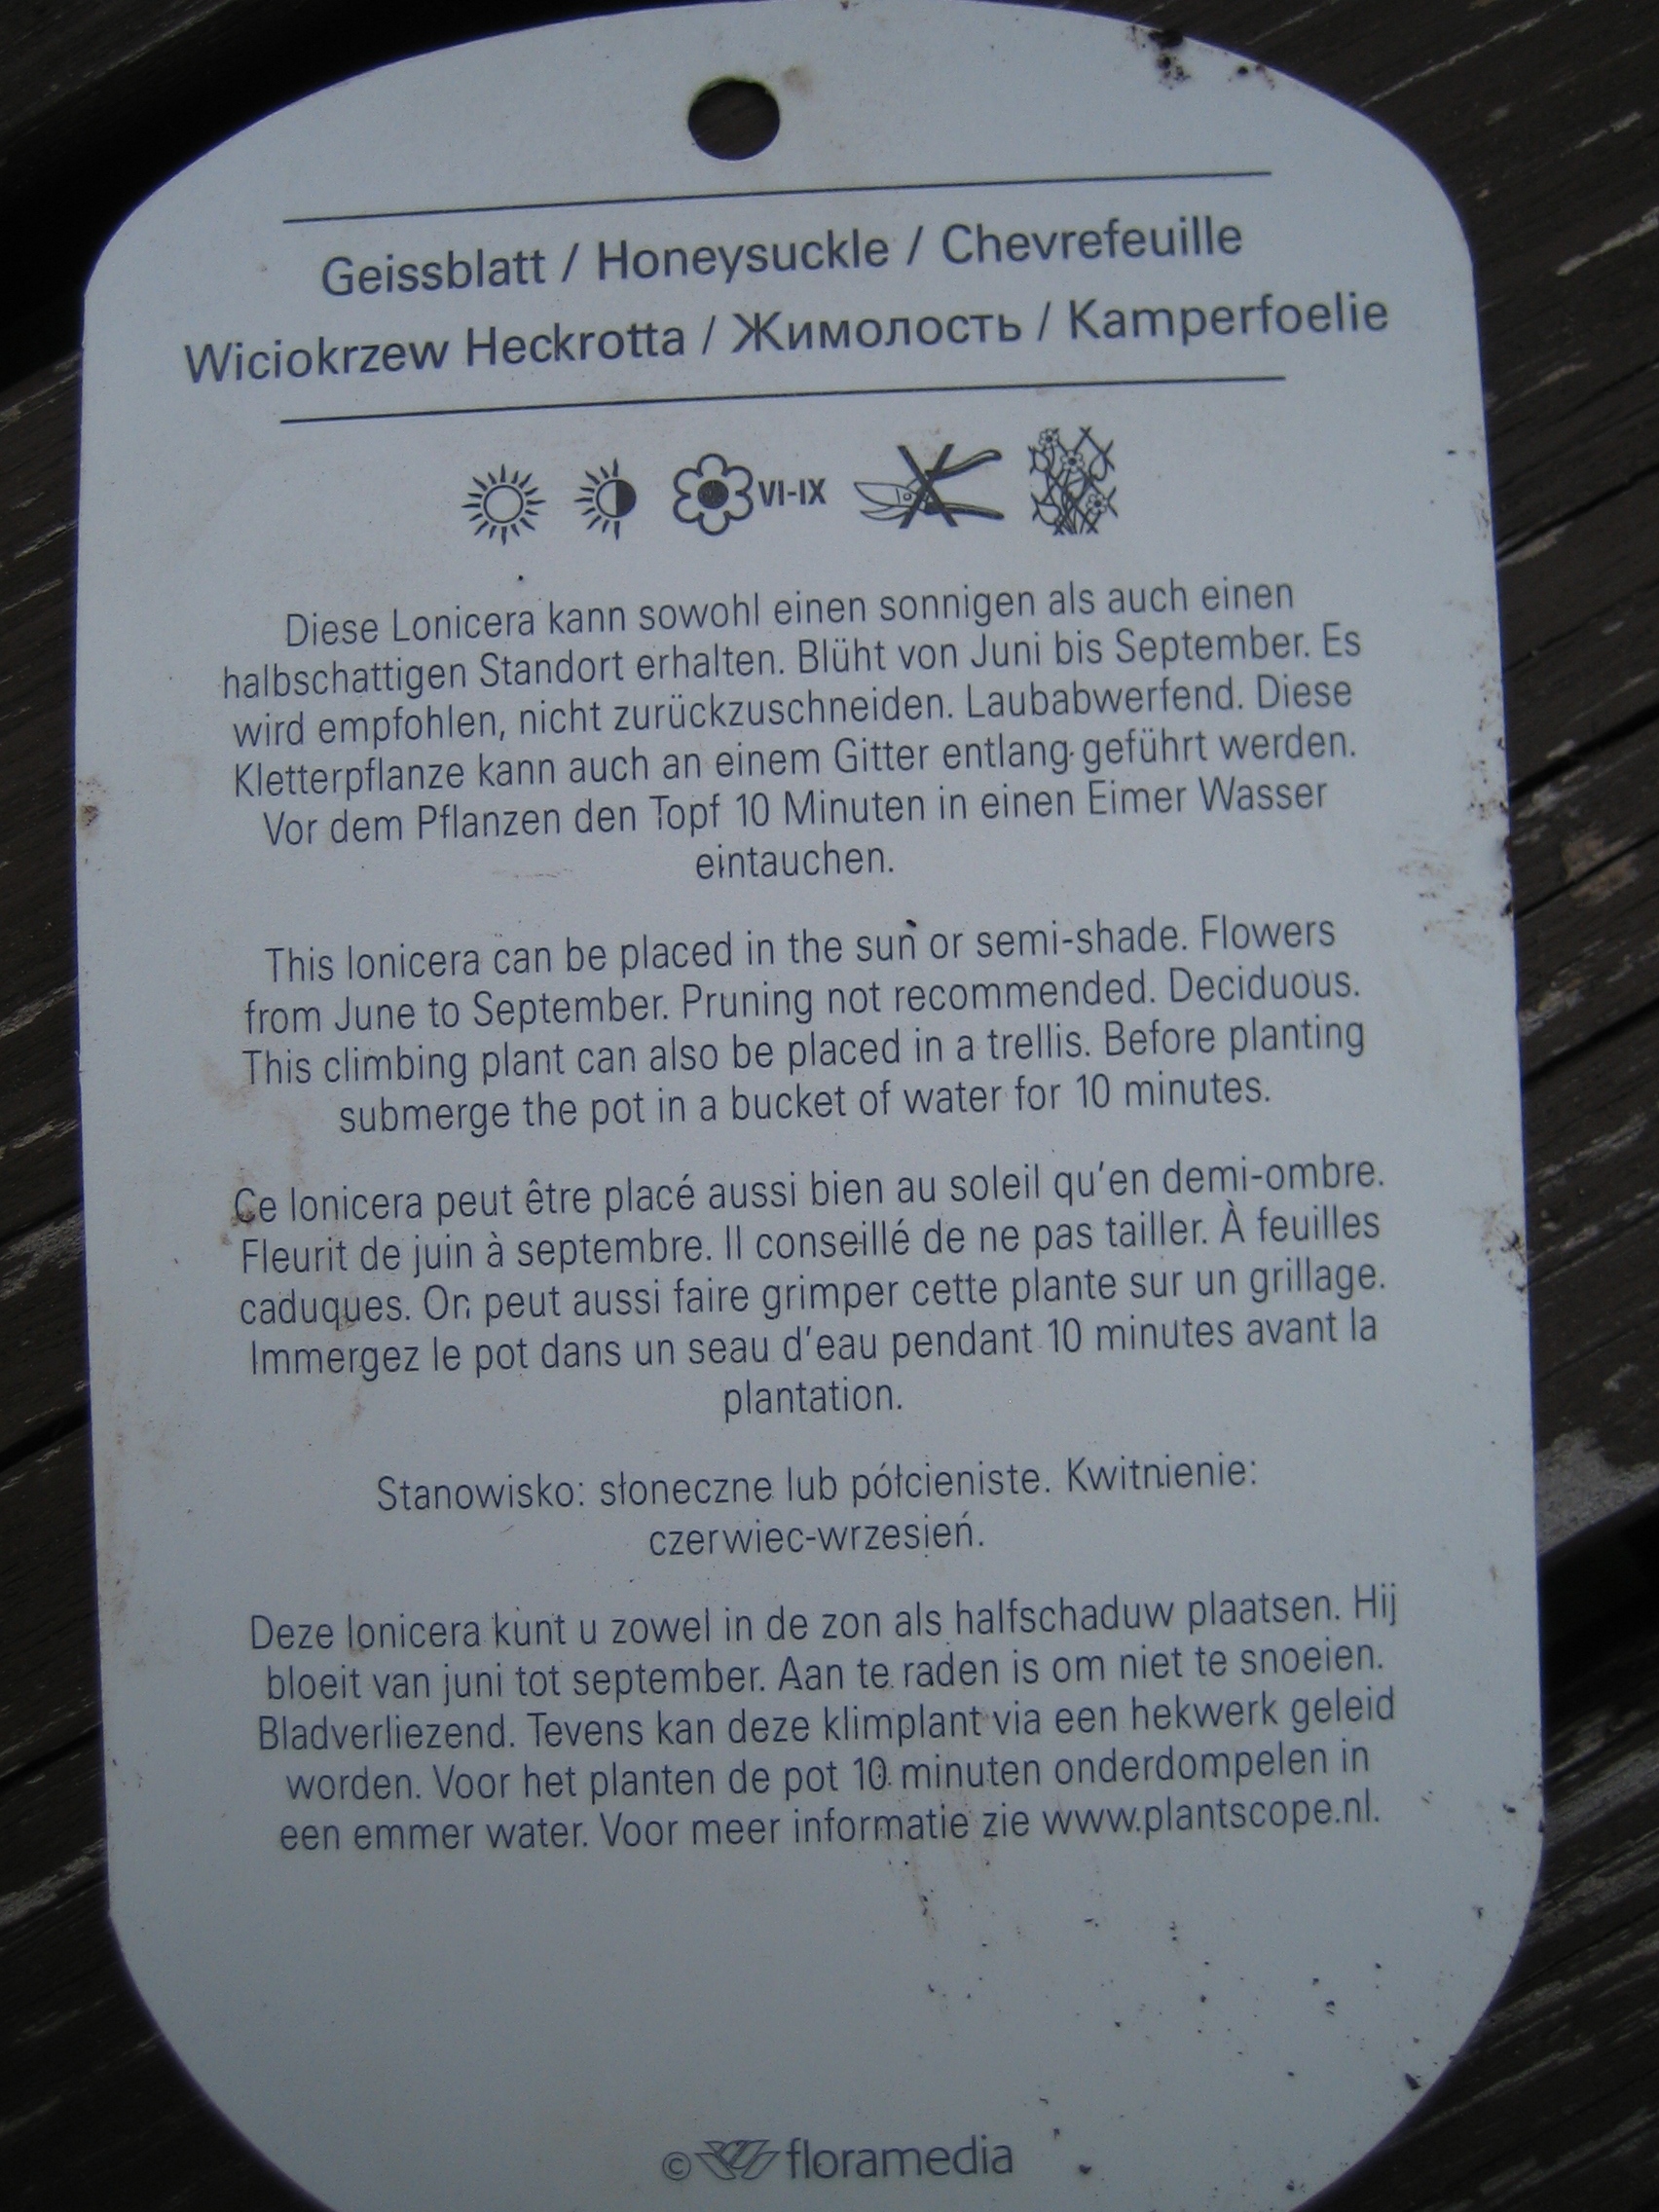 Geissblatt / Honeysuckle / Chevrefeuille
Wiciokrzew Heckrotta / Жимолость / Kamperfoelie
VI-IX
Diese Lonicera kann sowohl einen sonnigen als auch einen
halbschattigen Standort erhalten. Blüht von Juni bis September. Es
wird empfohlen, nicht zurückzuschneiden. Laubabwerfend. Diese
Kletterpflanze kann auch an einem Gitter entlang geführt werden.
Vor dem Pflanzen den Topf 10 Minuten in einen Eimer Wasser
eintauchen.
This lonicera can be placed in the sun or semi-shade. Flowers
from June to September. Pruning not recommended. Deciduous.
This climbing plant can also be placed in a trellis. Before planting
submerge the pot in a bucket of water for 10 minutes.
Ce lonicera peut être placé aussi bien au soleil qu'en demi-ombre.
Fleurit de juin à septembre. Il conseillé de ne pas tailler. À feuilles
caduques. On peut aussi faire grimper cette plante sur un grillage.
Immergez le pot dans un seau d'eau pendant 10 minutes avant la
plantation.
Stanowisko: słoneczne lub półcieniste. Kwitnienie:
czerwiec-wrzesień.
Deze lonicera kunt u zowel in de zon als halfschaduw plaatsen. Hij
bloeit van juni tot september. Aan te raden is om niet te snoeien.
Bladverliezend. Tevens kan deze klimplant via een hekwerk geleid
worden. Voor het planten de pot 10 minuten onderdompelen in
een emmer water. Voor meer informatie zie www.plantscope.nl.
© floramedia